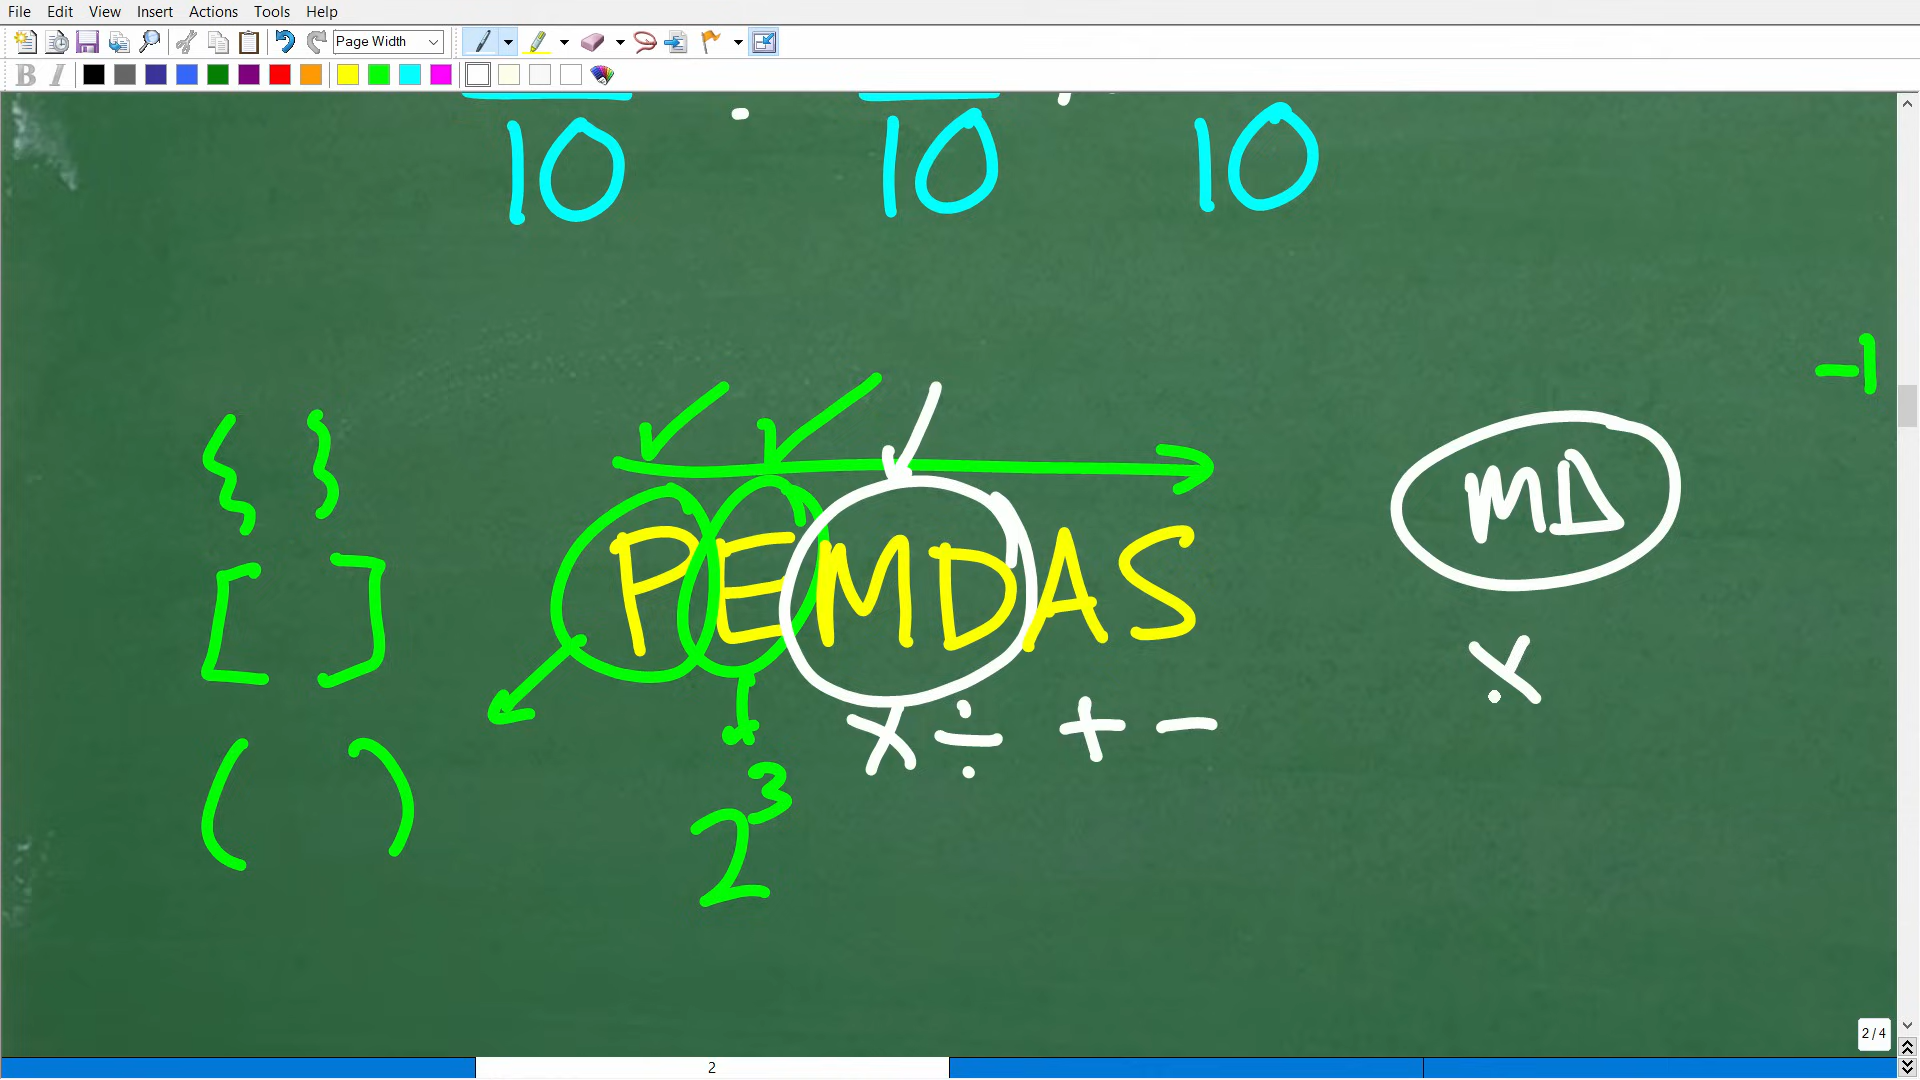 File Edit View Insert Actions Tools Help
Page Width
B I
10 10 10
-1
{ }
[ ]
( )
PEMDAS
MD
× ÷ + -
×
2³
2 / 4
2